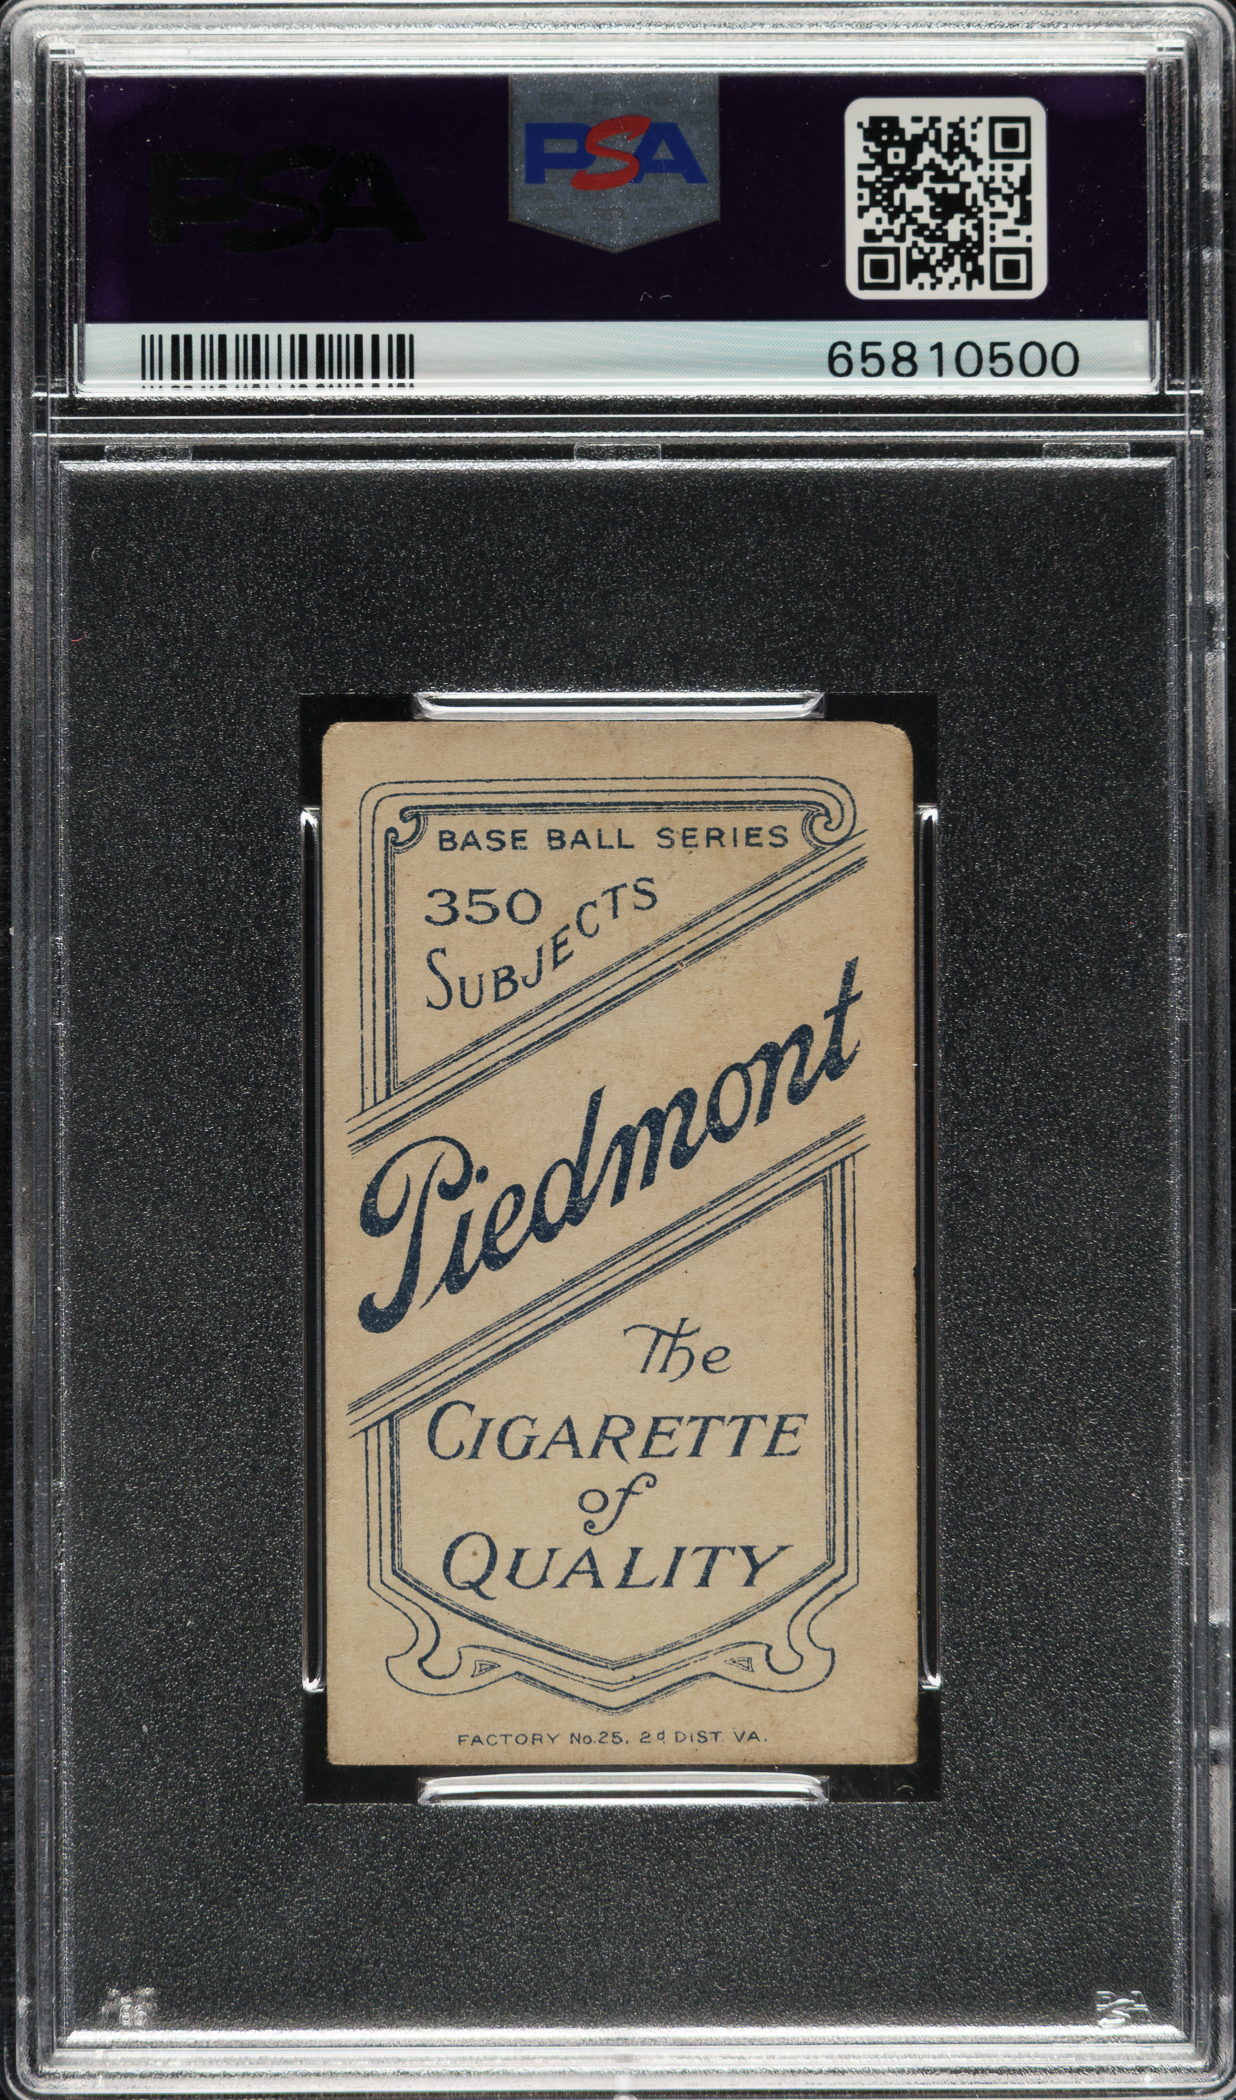 PSA
PSA
65810500
BASE BALL SERIES
350
SUBJECTS
Piedmont
The
CIGARETTE
of
QUALITY
FACTORY No.25, 2d DIST. VA.
PSA